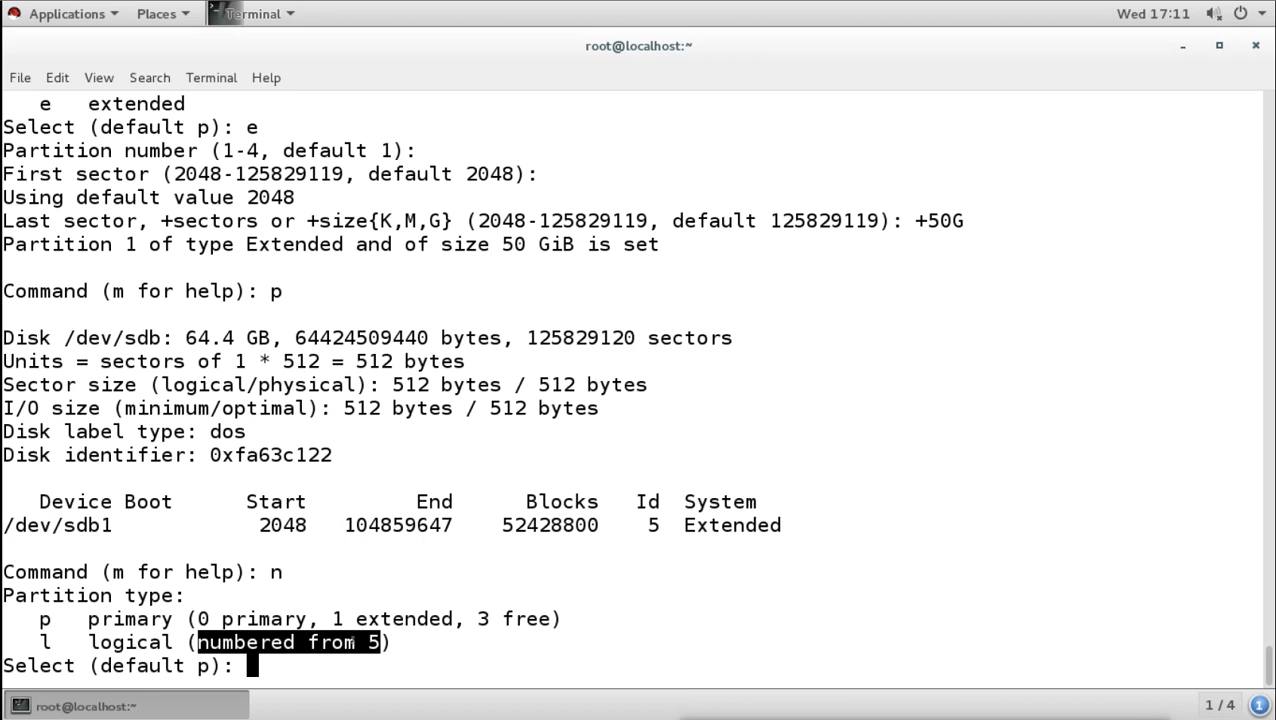 Applications Places Terminal Wed 17:11
root@localhost:~
File Edit View Search Terminal Help
e extended
Select (default p): e
Partition number (1-4, default 1):
First sector (2048-125829119, default 2048):
Using default value 2048
Last sector, +sectors or +size{K,M,G} (2048-125829119, default 125829119): +50G
Partition 1 of type Extended and of size 50 GiB is set
Command (m for help): p
Disk /dev/sdb: 64.4 GB, 64424509440 bytes, 125829120 sectors
Units = sectors of 1 * 512 = 512 bytes
Sector size (logical/physical): 512 bytes / 512 bytes
I/O size (minimum/optimal): 512 bytes / 512 bytes
Disk label type: dos
Disk identifier: 0xfa63c122
Device Boot Start End Blocks Id System
/dev/sdb1 2048 104859647 52428800 5 Extended
Command (m for help): n
Partition type:
p primary (0 primary, 1 extended, 3 free)
l logical (numbered from 5)
Select (default p):
root@localhost:~ 1 / 4 1